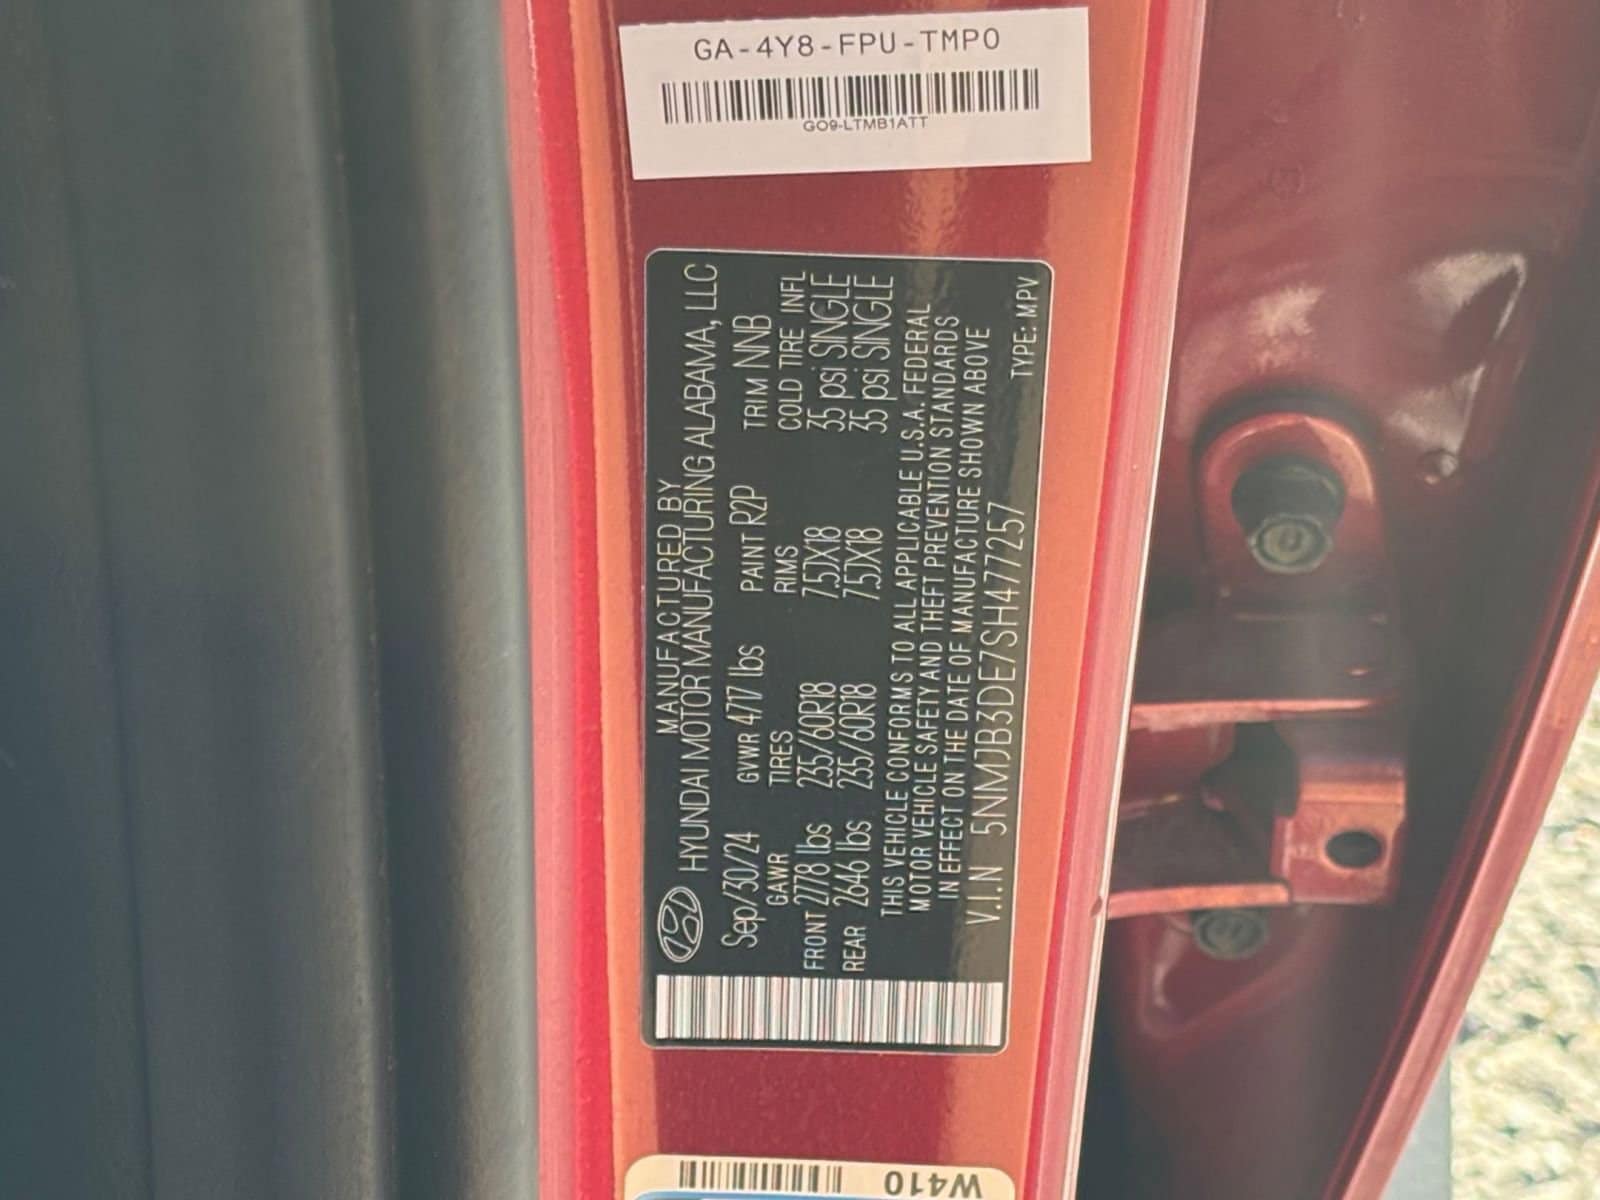 GA-4Y8-FPU-TMP0
GO9-LTMB1ATT
MANUFACTURED BY
HYUNDAI MOTOR MANUFACTURING ALABAMA, LLC
Sep/30/24 GVWR 4717 lbs PAINT R2P TRIM NNB
GAWR TIRES RIMS COLD TIRE INFL
FRONT 2778 lbs 235/60R18 7.5JX18 35 psi SINGLE
REAR 2646 lbs 235/60R18 7.5JX18 35 psi SINGLE
THIS VEHICLE CONFORMS TO ALL APPLICABLE U.S.A. FEDERAL
MOTOR VEHICLE SAFETY AND THEFT PREVENTION STANDARDS
IN EFFECT ON THE DATE OF MANUFACTURE SHOWN ABOVE
V.I.N 5NMJB3DE7SH477257 TYPE: MPV
W410